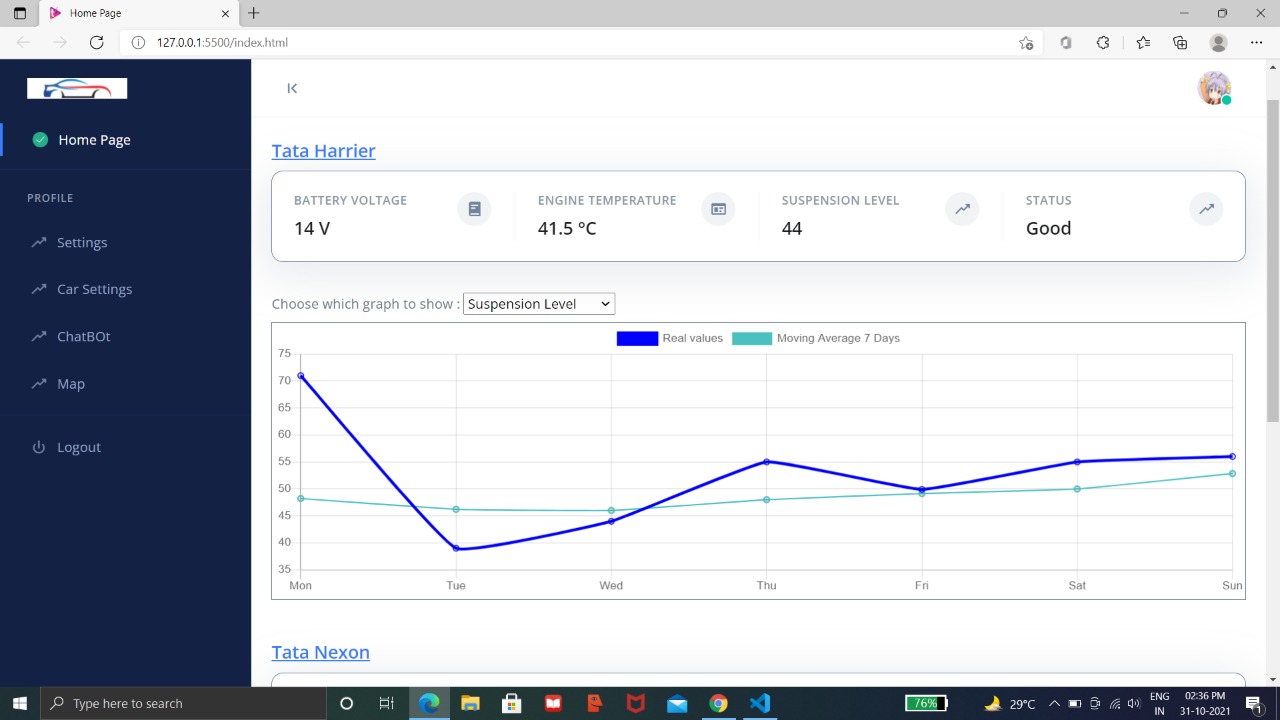 Home Page
127.0.0.1:5500/index.html
Home Page
PROFILE
Settings
Car Settings
ChatBOt
Map
Logout
Tata Harrier
BATTERY VOLTAGE
14 V
ENGINE TEMPERATURE
41.5 °C
SUSPENSION LEVEL
44
STATUS
Good
Choose which graph to show : Suspension Level
Real values Moving Average 7 Days
75
70
65
60
55
50
45
40
35
Mon Tue Wed Thu Fri Sat Sun
Tata Nexon
Type here to search
76%
29°C
ENG
IN
02:36 PM
31-10-2021
1